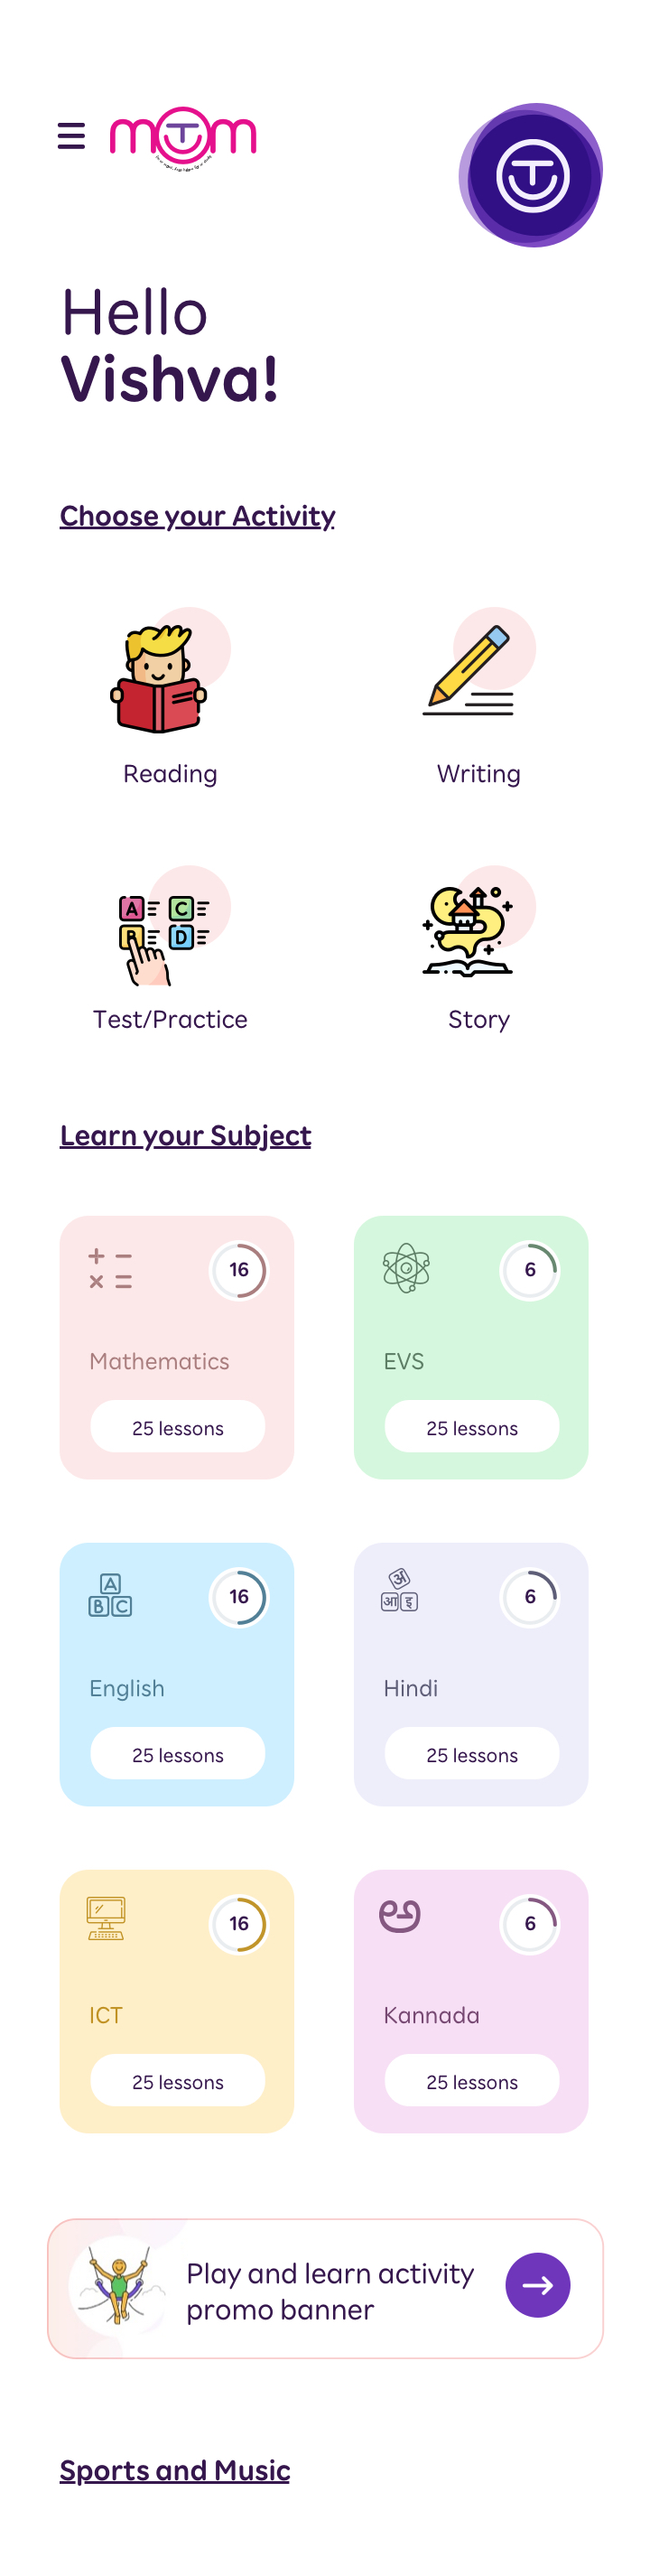 mTm
T
Hello
Vishva!
Choose your Activity
Reading
Writing
A C
B D
Test/Practice
Story
Learn your Subject
16
Mathematics
25 lessons
6
EVS
25 lessons
A
B C
16
English
25 lessons
अ
आ इ
6
Hindi
25 lessons
16
ICT
25 lessons
ಅ
6
Kannada
25 lessons
Play and learn activity
promo banner
Sports and Music